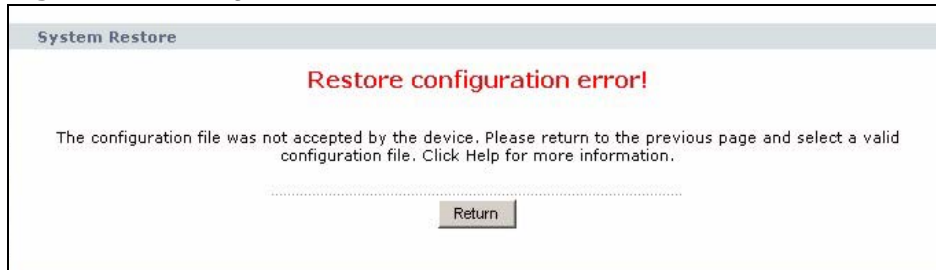 System Restore
Restore configuration error!
The configuration file was not accepted by the device. Please return to the previous page and select a valid
configuration file. Click Help for more information.
Return